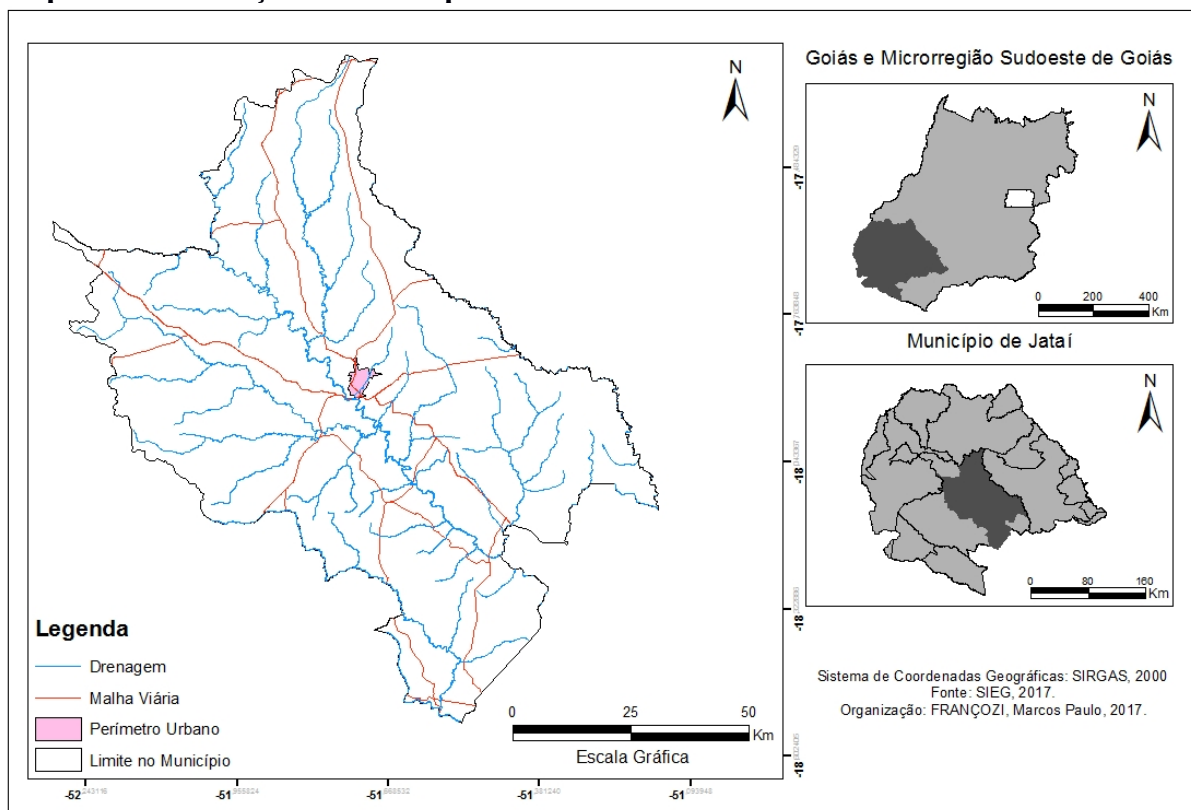 N
Goiás e Microrregião Sudoeste de Goiás
N
0 200 400
Km
Município de Jataí
N
0 80 160
Km
Legenda
Drenagem
Malha Viária
Perímetro Urbano
Limite no Município
0 25 50
Km
Escala Gráfica
Sistema de Coordenadas Geográficas: SIRGAS, 2000
Fonte: SIEG, 2017.
Organização: FRANÇOZI, Marcos Paulo, 2017.
-17
-17
-18
-18
-18
-52 -51 -51 -51 -51